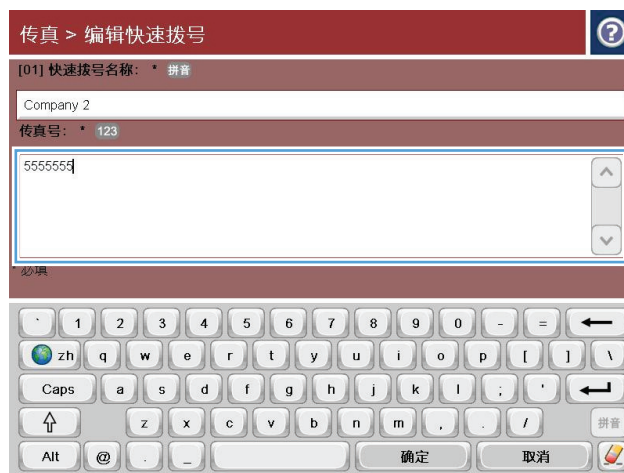 传真 > 编辑快速拨号
[01] 快速拨号名称： * 拼音
Company 2
传真号： * 123
5555555
* 必填
` 1 2 3 4 5 6 7 8 9 0 - =
zh q w e r t y u i o p [ ] \
Caps a s d f g h j k l ; '
z x c v b n m , . / 拼音
Alt @ . _ 确定 取消